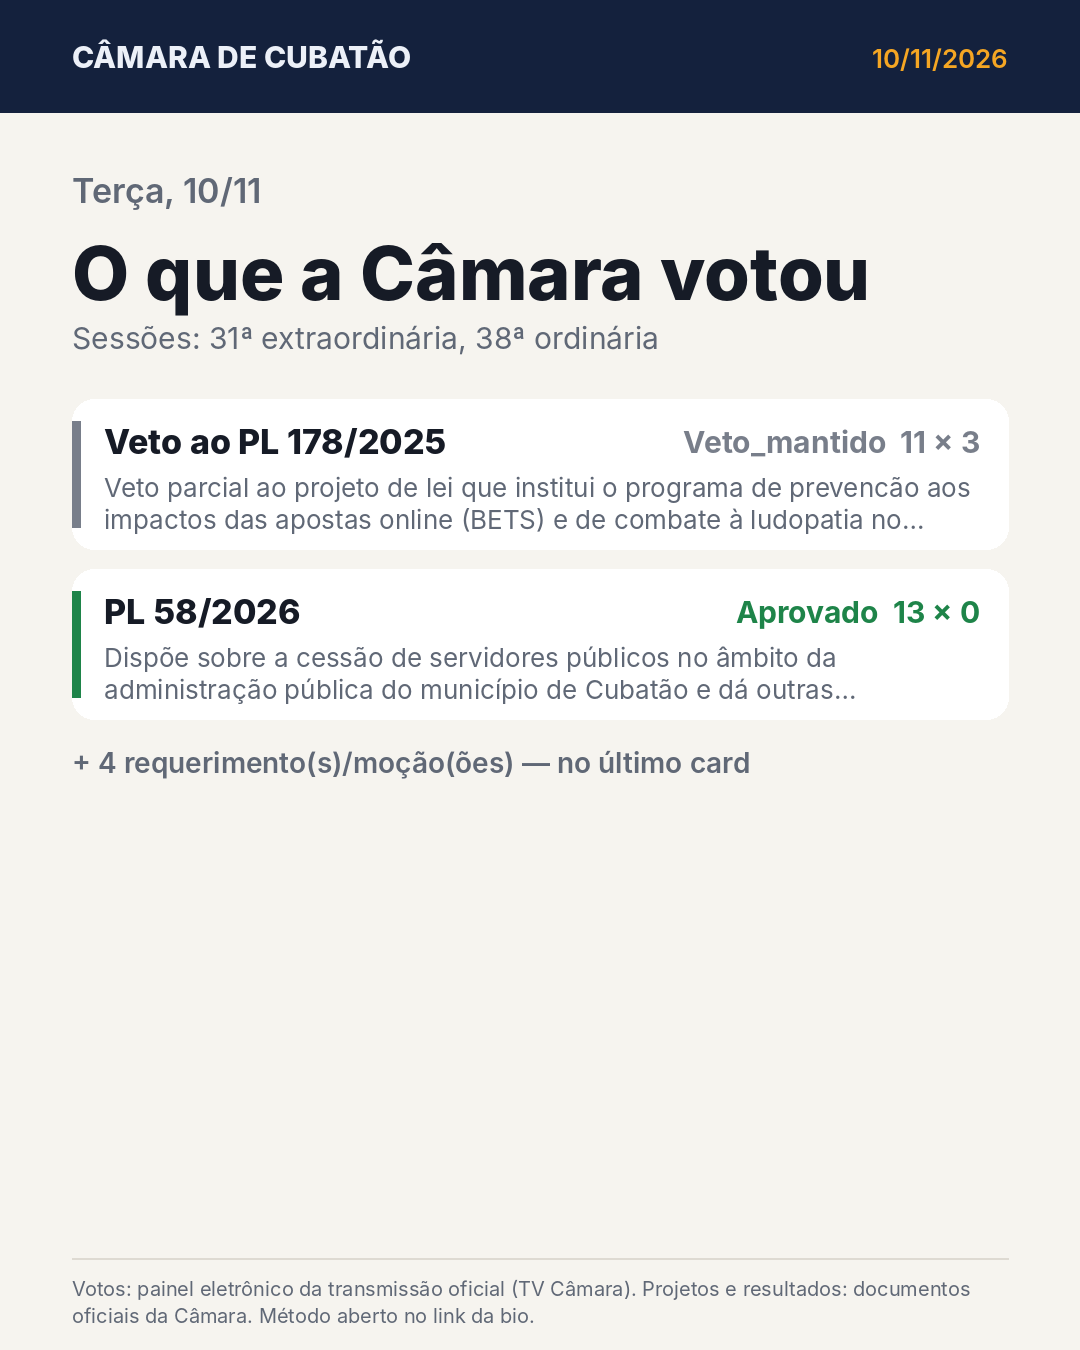 CÂMARA DE CUBATÃO
10/11/2026
Terça, 10/11
O que a Câmara votou
Sessões: 31ª extraordinária, 38ª ordinária
Veto ao PL 178/2025
Veto_mantido 11 × 3
Veto parcial ao projeto de lei que institui o programa de prevencão aos
impactos das apostas online (BETS) e de combate à ludopatia no...
PL 58/2026
Aprovado 13 × 0
Dispõe sobre a cessão de servidores públicos no âmbito da
administração pública do município de Cubatão e dá outras...
+ 4 requerimento(s)/moção(ões) — no último card
Votos: painel eletrônico da transmissão oficial (TV Câmara). Projetos e resultados: documentos
oficiais da Câmara. Método aberto no link da bio.